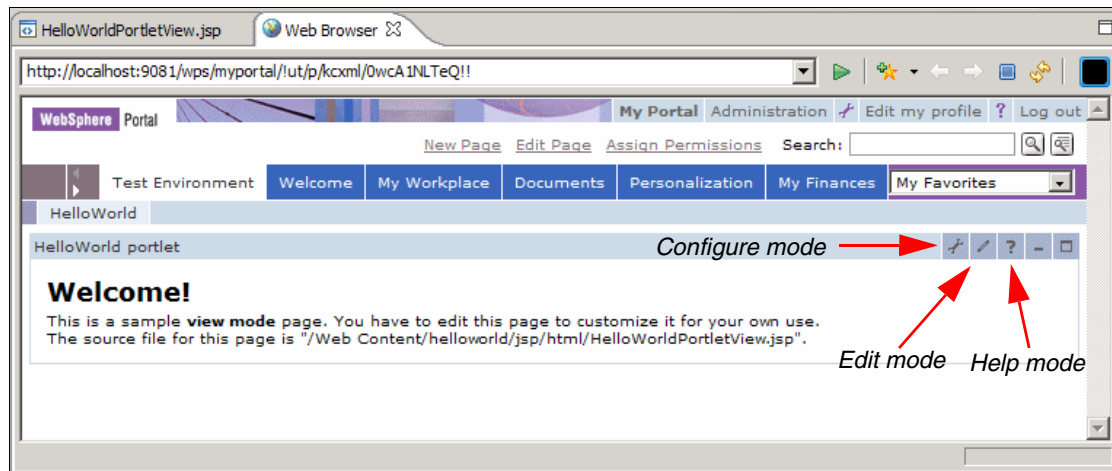 HelloWorldPortletView.jsp Web Browser
http://localhost:9081/wps/myportal/!ut/p/kcxml/0wcA1NLTeQ!!
WebSphere Portal My Portal Administration Edit my profile ? Log out
New Page Edit Page Assign Permissions Search:
Test Environment Welcome My Workplace Documents Personalization My Finances My Favorites
HelloWorld
HelloWorld portlet Configure mode ?
Welcome!
This is a sample view mode page. You have to edit this page to customize it for your own use.
The source file for this page is "/Web Content/helloworld/jsp/html/HelloWorldPortletView.jsp".
Edit mode Help mode